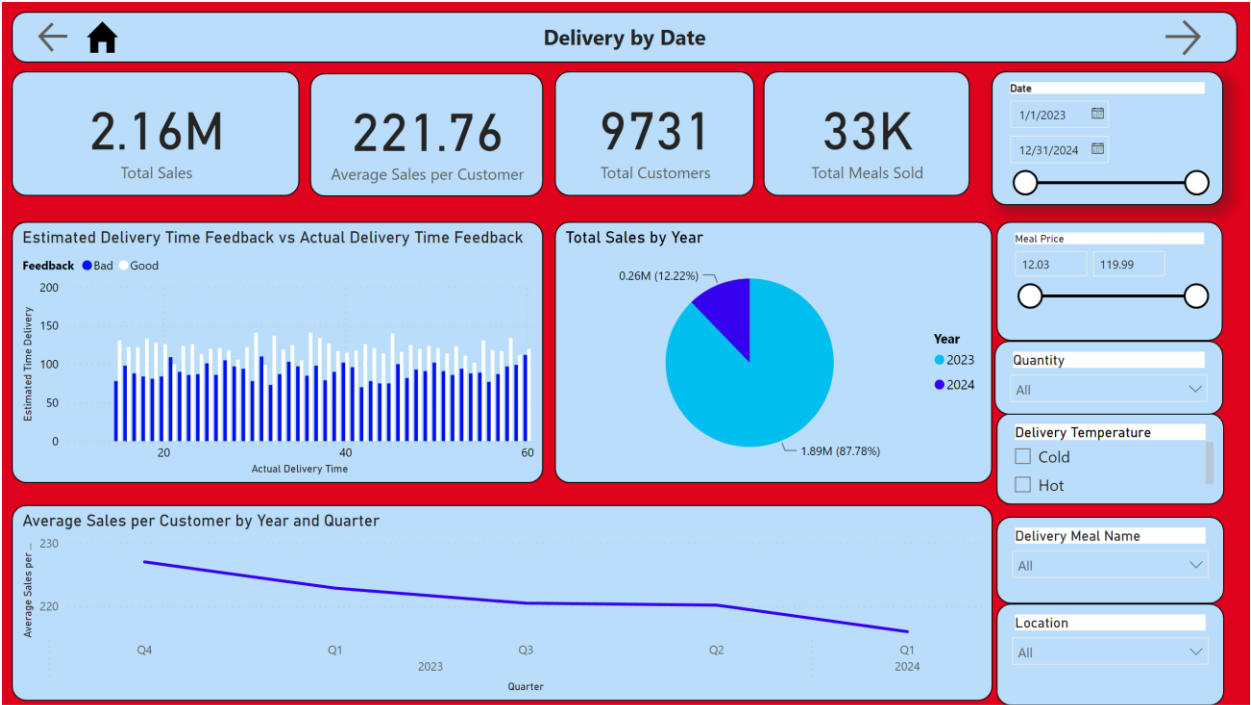 Delivery by Date
2.16M
Total Sales
221.76
Average Sales per Customer
9731
Total Customers
33K
Total Meals Sold
Date
1/1/2023
12/31/2024
Estimated Delivery Time Feedback vs Actual Delivery Time Feedback
Feedback Bad Good
200
150
100
50
0
Estimated Time Delivery
20 40 60
Actual Delivery Time
Total Sales by Year
0.26M (12.22%)
1.89M (87.78%)
Year
2023
2024
Meal Price
12.03 119.99
Quantity
All
Delivery Temperature
Cold
Hot
Average Sales per Customer by Year and Quarter
230
220
Average Sales per ...
Q4 Q1 Q3 Q2 Q1
2023 2024
Quarter
Delivery Meal Name
All
Location
All